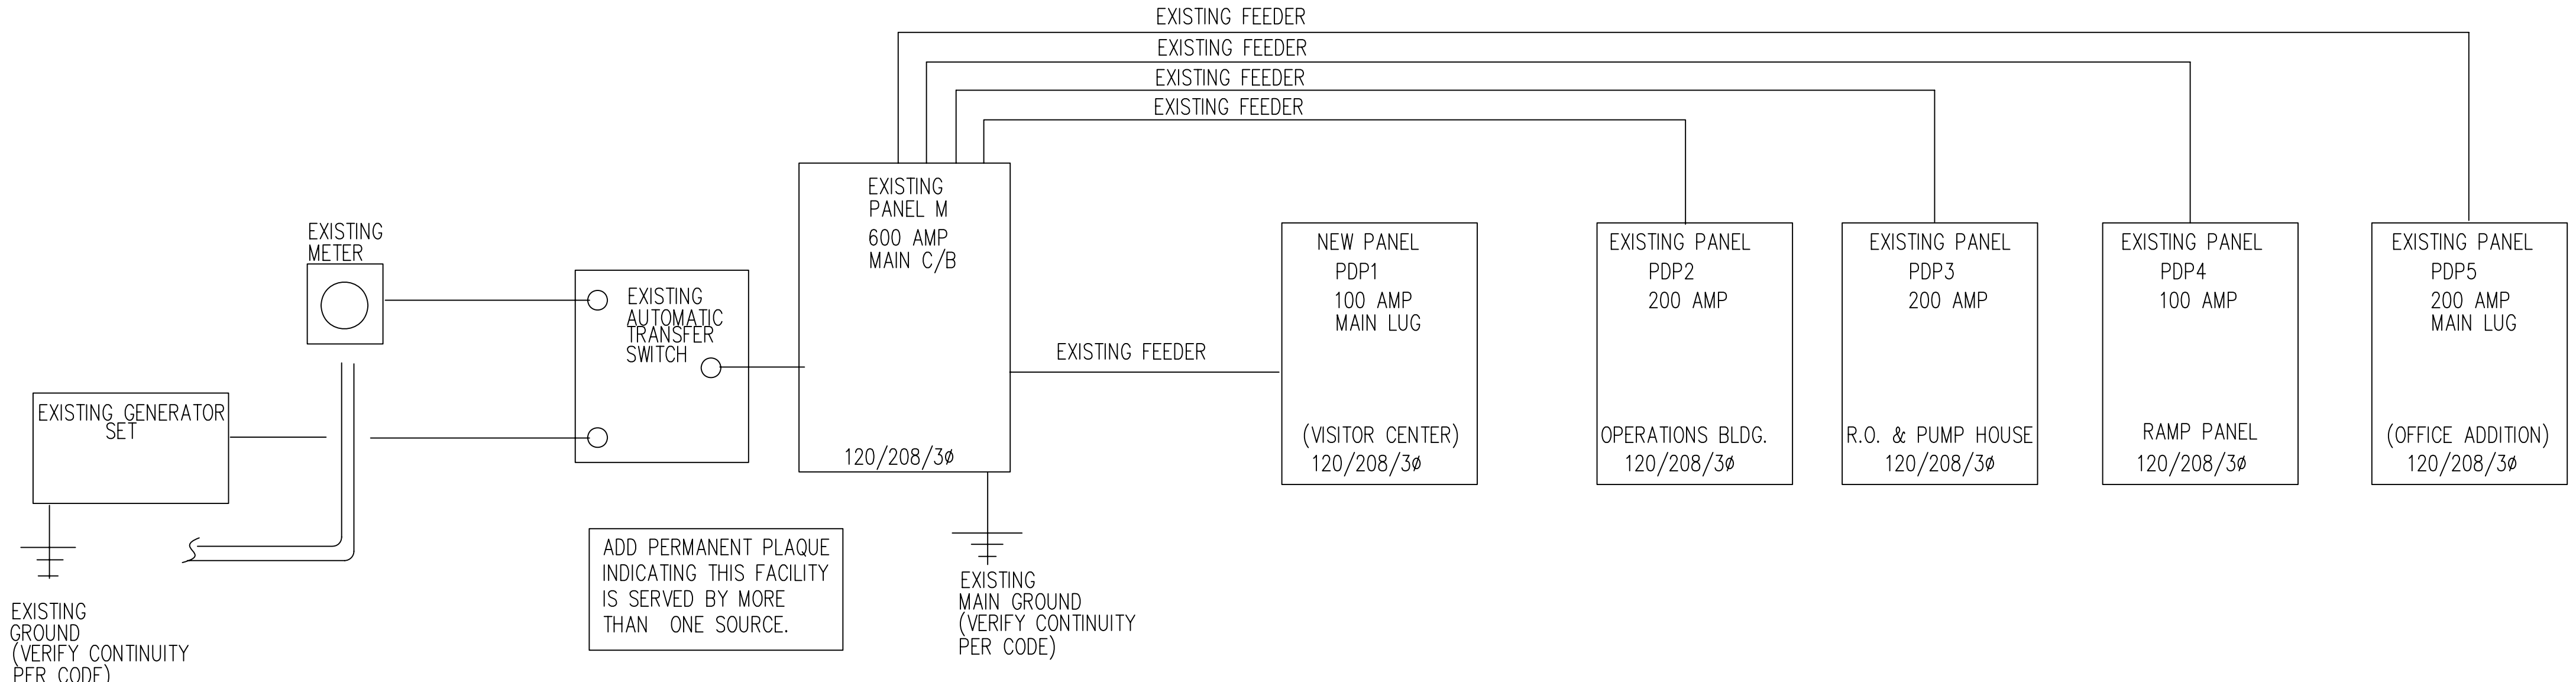 EXISTING FEEDER
EXISTING FEEDER
EXISTING FEEDER
EXISTING FEEDER
EXISTING
METER
EXISTING GENERATOR
SET
EXISTING
GROUND
(VERIFY CONTINUITY
PER CODE)
EXISTING
AUTOMATIC
TRANSFER
SWITCH
ADD PERMANENT PLAQUE
INDICATING THIS FACILITY
IS SERVED BY MORE
THAN ONE SOURCE.
EXISTING
PANEL M
600 AMP
MAIN C/B
120/208/3ø
EXISTING
MAIN GROUND
(VERIFY CONTINUITY
PER CODE)
EXISTING FEEDER
NEW PANEL
PDP1
100 AMP
MAIN LUG
(VISITOR CENTER)
120/208/3ø
EXISTING PANEL
PDP2
200 AMP
OPERATIONS BLDG.
120/208/3ø
EXISTING PANEL
PDP3
200 AMP
R.O. & PUMP HOUSE
120/208/3ø
EXISTING PANEL
PDP4
100 AMP
RAMP PANEL
120/208/3ø
EXISTING PANEL
PDP5
200 AMP
MAIN LUG
(OFFICE ADDITION)
120/208/3ø